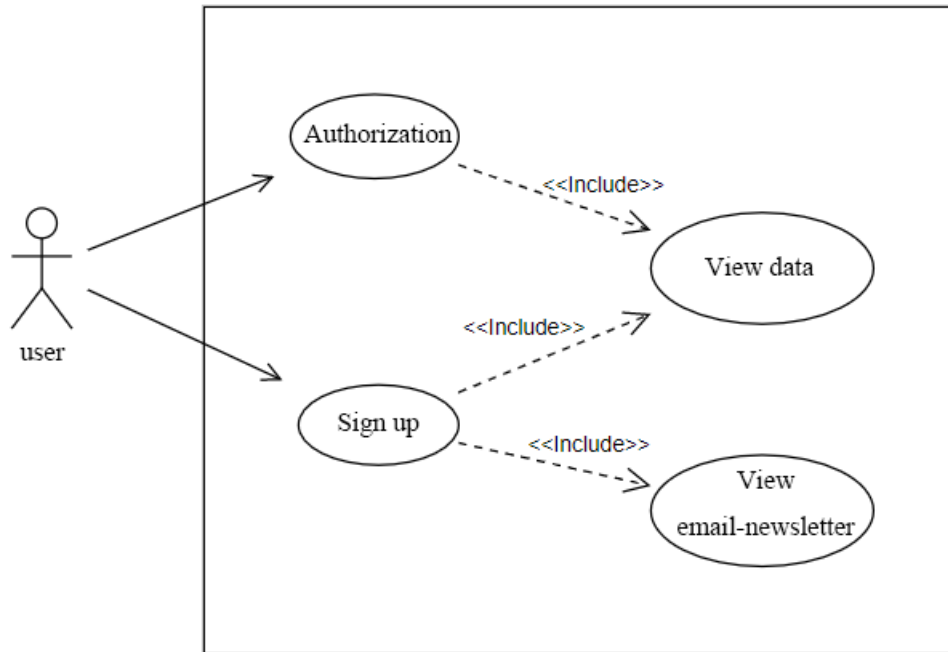 Authorization
<<Include>>
View data
user
<<Include>>
Sign up
<<Include>>
View
email-newsletter